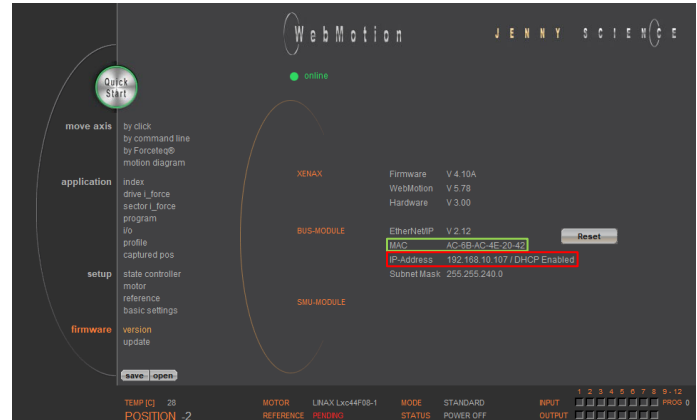 WebMotion
JENNY SCIENCE
online
Quick
Start
move axis
by click
by command line
by Forceteq®
motion diagram
application
index
drive i_force
sector i_force
program
i/o
profile
captured pos
setup
state controller
motor
reference
basic settings
firmware
version
update
save open
XENAX Firmware V 4.10A
WebMotion V 5.78
Hardware V 3.00
BUS-MODULE EtherNet/IP V 2.12
Reset
MAC AC-6B-AC-4E-20-42
IP-Address 192.168.10.107 / DHCP Enabled
Subnet Mask 255.255.240.0
SMU-MODULE
1 2 3 4 5 6 7 8 9-12
TEMP [C] 28 MOTOR LINAX Lxc44F08-1 MODE STANDARD INPUT PROG 0
POSITION -2 REFERENCE PENDING STATUS POWER OFF OUTPUT